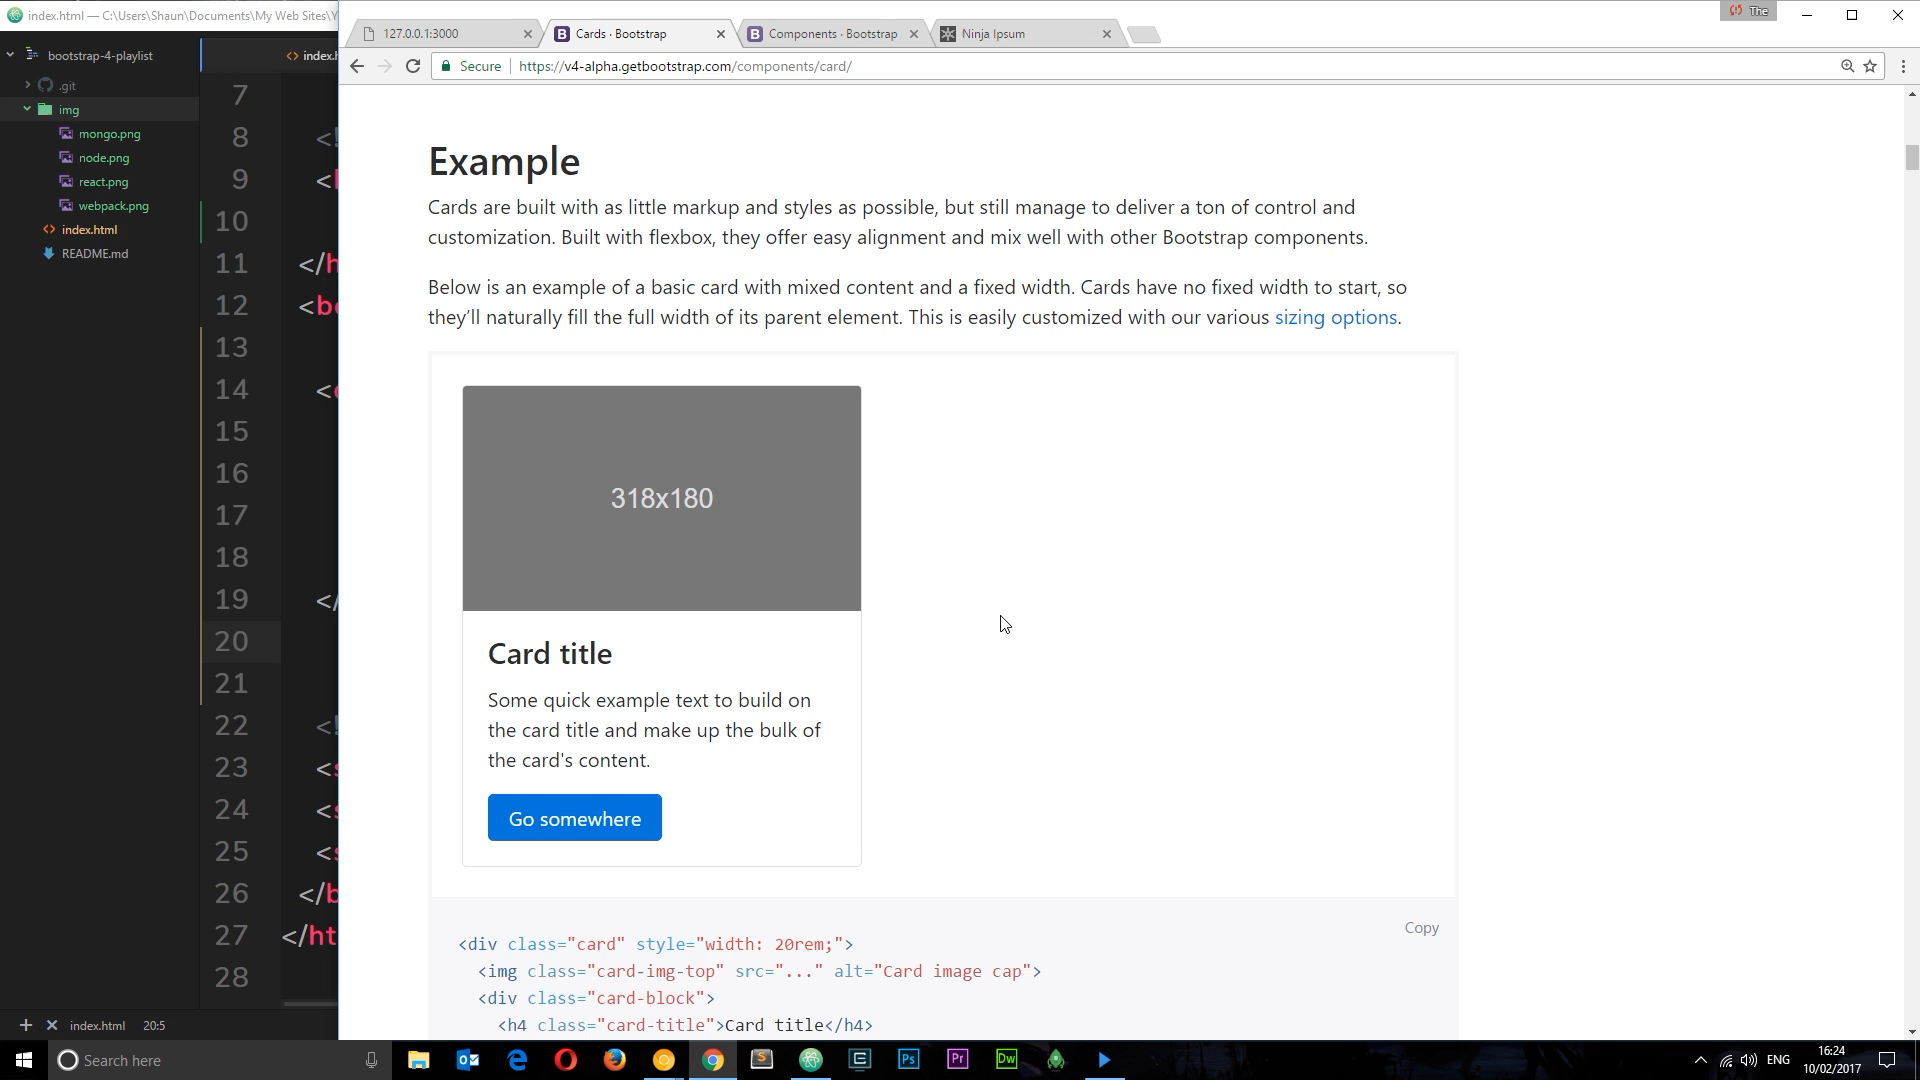 index.html — C:\Users\Shaun\Documents\My Web Sites\Y
The
bootstrap-4-playlist
.git
img
mongo.png
node.png
react.png
webpack.png
index.html
README.md
index.h
7
8 <!
9 <l
10
11 </h
12 <b
13
14 <
15
16
17
18
19 </
20
21
22 <!
23 <s
24 <s
25 <s
26 </b
27 </ht
28
index.html 20:5
127.0.0.1:3000
Cards · Bootstrap
Components · Bootstrap
Ninja Ipsum
Secure https://v4-alpha.getbootstrap.com/components/card/
Example
Cards are built with as little markup and styles as possible, but still manage to deliver a ton of control and
customization. Built with flexbox, they offer easy alignment and mix well with other Bootstrap components.
Below is an example of a basic card with mixed content and a fixed width. Cards have no fixed width to start, so
they’ll naturally fill the full width of its parent element. This is easily customized with our various sizing options.
318x180
Card title
Some quick example text to build on
the card title and make up the bulk of
the card's content.
Go somewhere
Copy
<div class="card" style="width: 20rem;">
<img class="card-img-top" src="..." alt="Card image cap">
<div class="card-block">
<h4 class="card-title">Card title</h4>
Search here
Ps
Pr
Dw
ENG
16:24
10/02/2017